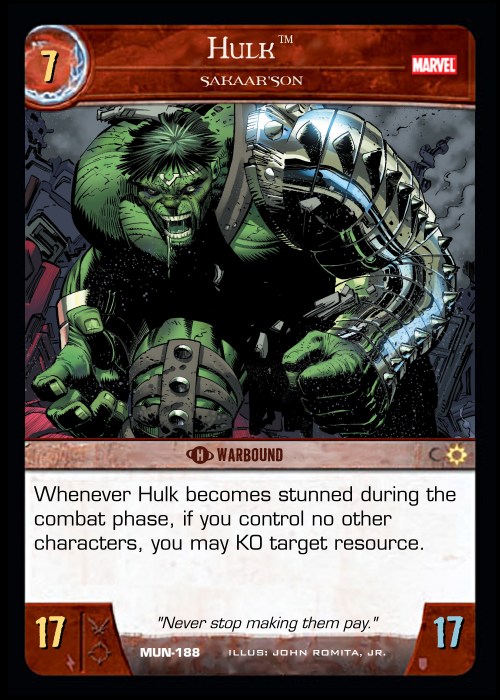 7
HULK™
SAKAAR'SON
MARVEL
H WARBOUND
C
Whenever Hulk becomes stunned during the
combat phase, if you control no other
characters, you may KO target resource.
17
"Never stop making them pay."
17
MUN-188 ILLUS: JOHN ROMITA, JR.